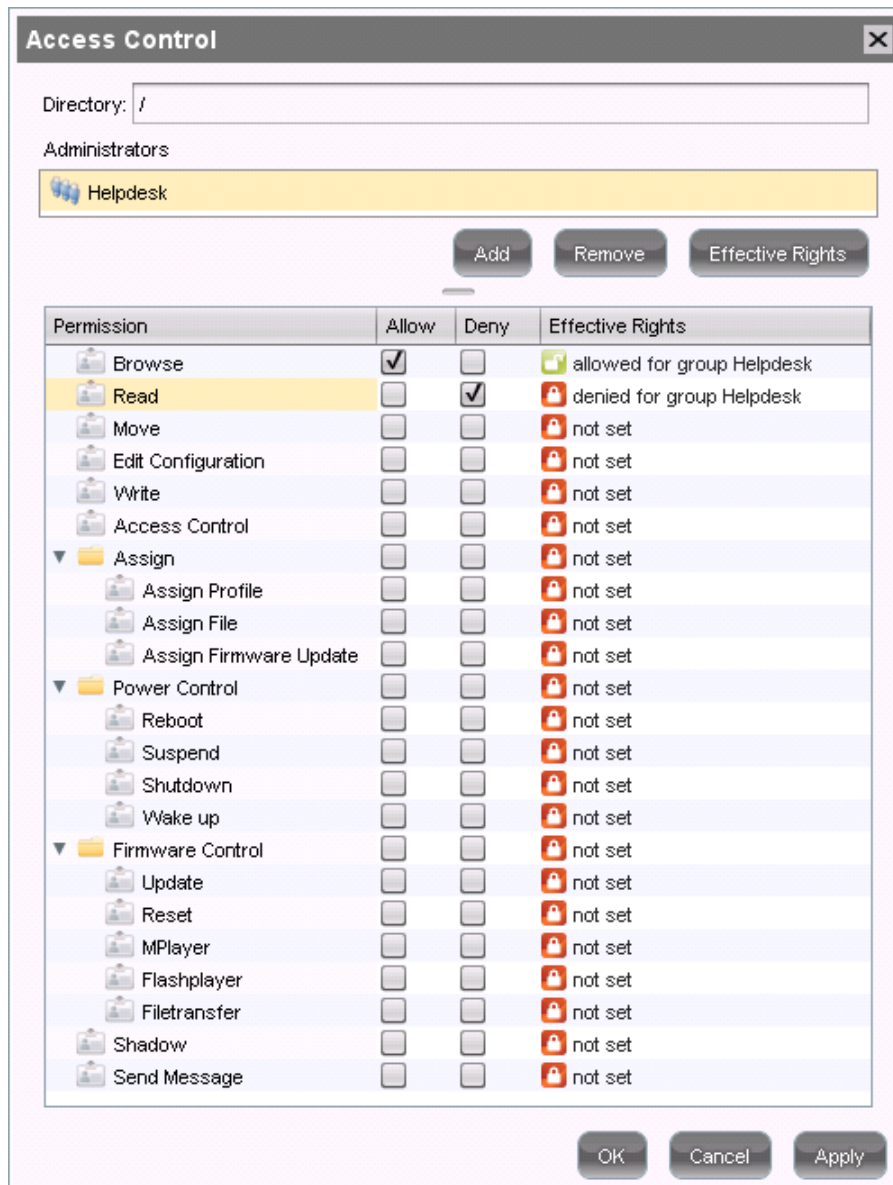 Access Control
Directory: /
Administrators
Helpdesk
Add Remove Effective Rights
Permission Allow Deny Effective Rights
Browse allowed for group Helpdesk
Read denied for group Helpdesk
Move not set
Edit Configuration not set
Write not set
Access Control not set
Assign not set
Assign Profile not set
Assign File not set
Assign Firmware Update not set
Power Control not set
Reboot not set
Suspend not set
Shutdown not set
Wake up not set
Firmware Control not set
Update not set
Reset not set
MPlayer not set
Flashplayer not set
Filetransfer not set
Shadow not set
Send Message not set
OK Cancel Apply